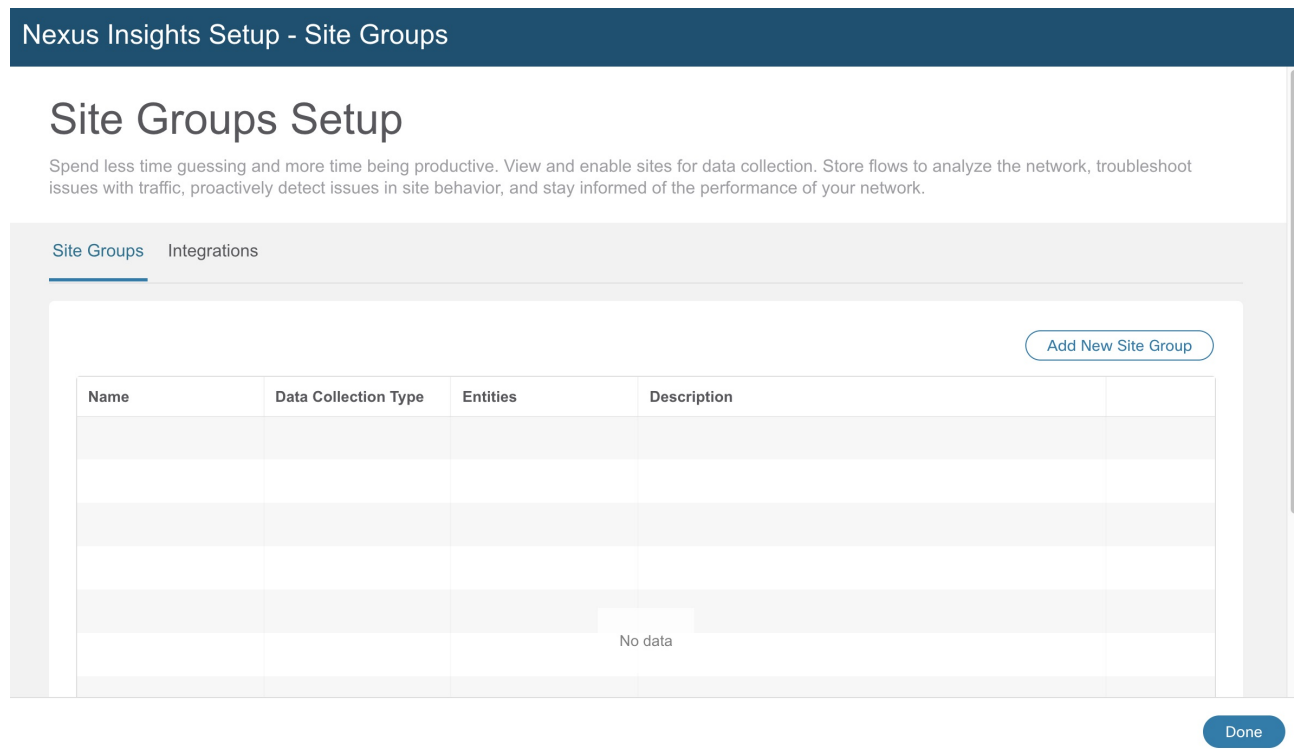 Nexus Insights Setup - Site Groups
Site Groups Setup
Spend less time guessing and more time being productive. View and enable sites for data collection. Store flows to analyze the network, troubleshoot
issues with traffic, proactively detect issues in site behavior, and stay informed of the performance of your network.
Site Groups Integrations
Add New Site Group
Name Data Collection Type Entities Description
No data
Done